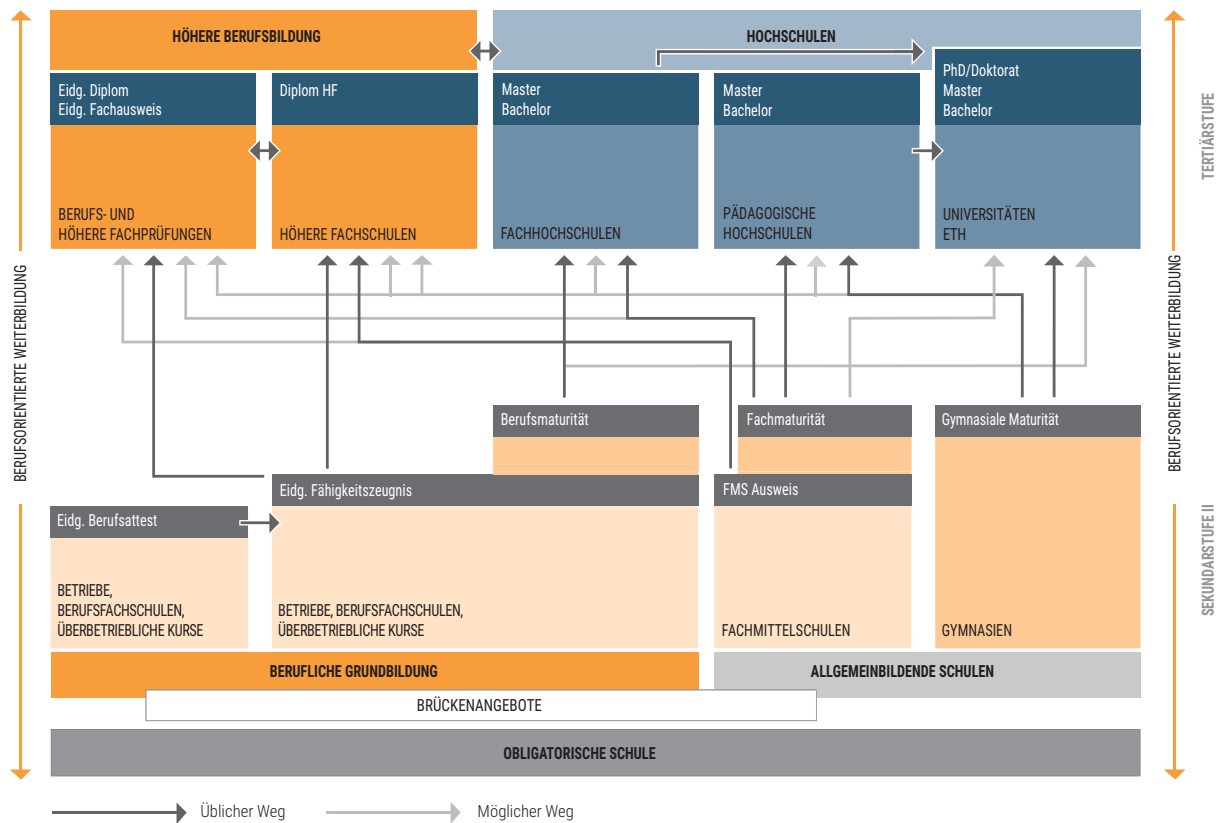 HÖHERE BERUFSBILDUNG
HOCHSCHULEN
Eidg. Diplom
Eidg. Fachausweis
Diplom HF
Master
Bachelor
Master
Bachelor
PhD/Doktorat
Master
Bachelor
BERUFS- UND
HÖHERE FACHPRÜFUNGEN
HÖHERE FACHSCHULEN
FACHHOCHSCHULEN
PÄDAGOGISCHE
HOCHSCHULEN
UNIVERSITÄTEN
ETH
TERTIÄRSTUFE
BERUFSORIENTIERTE WEITERBILDUNG
BERUFSORIENTIERTE WEITERBILDUNG
Berufsmaturität
Fachmaturität
Gymnasiale Maturität
Eidg. Fähigkeitszeugnis
FMS Ausweis
Eidg. Berufsattest
SEKUNDARSTUFE II
BETRIEBE,
BERUFSFACHSCHULEN,
ÜBERBETRIEBLICHE KURSE
BETRIEBE, BERUFSFACHSCHULEN,
ÜBERBETRIEBLICHE KURSE
FACHMITTELSCHULEN
GYMNASIEN
BERUFLICHE GRUNDBILDUNG
ALLGEMEINBILDENDE SCHULEN
BRÜCKENANGEBOTE
OBLIGATORISCHE SCHULE
Üblicher Weg
Möglicher Weg